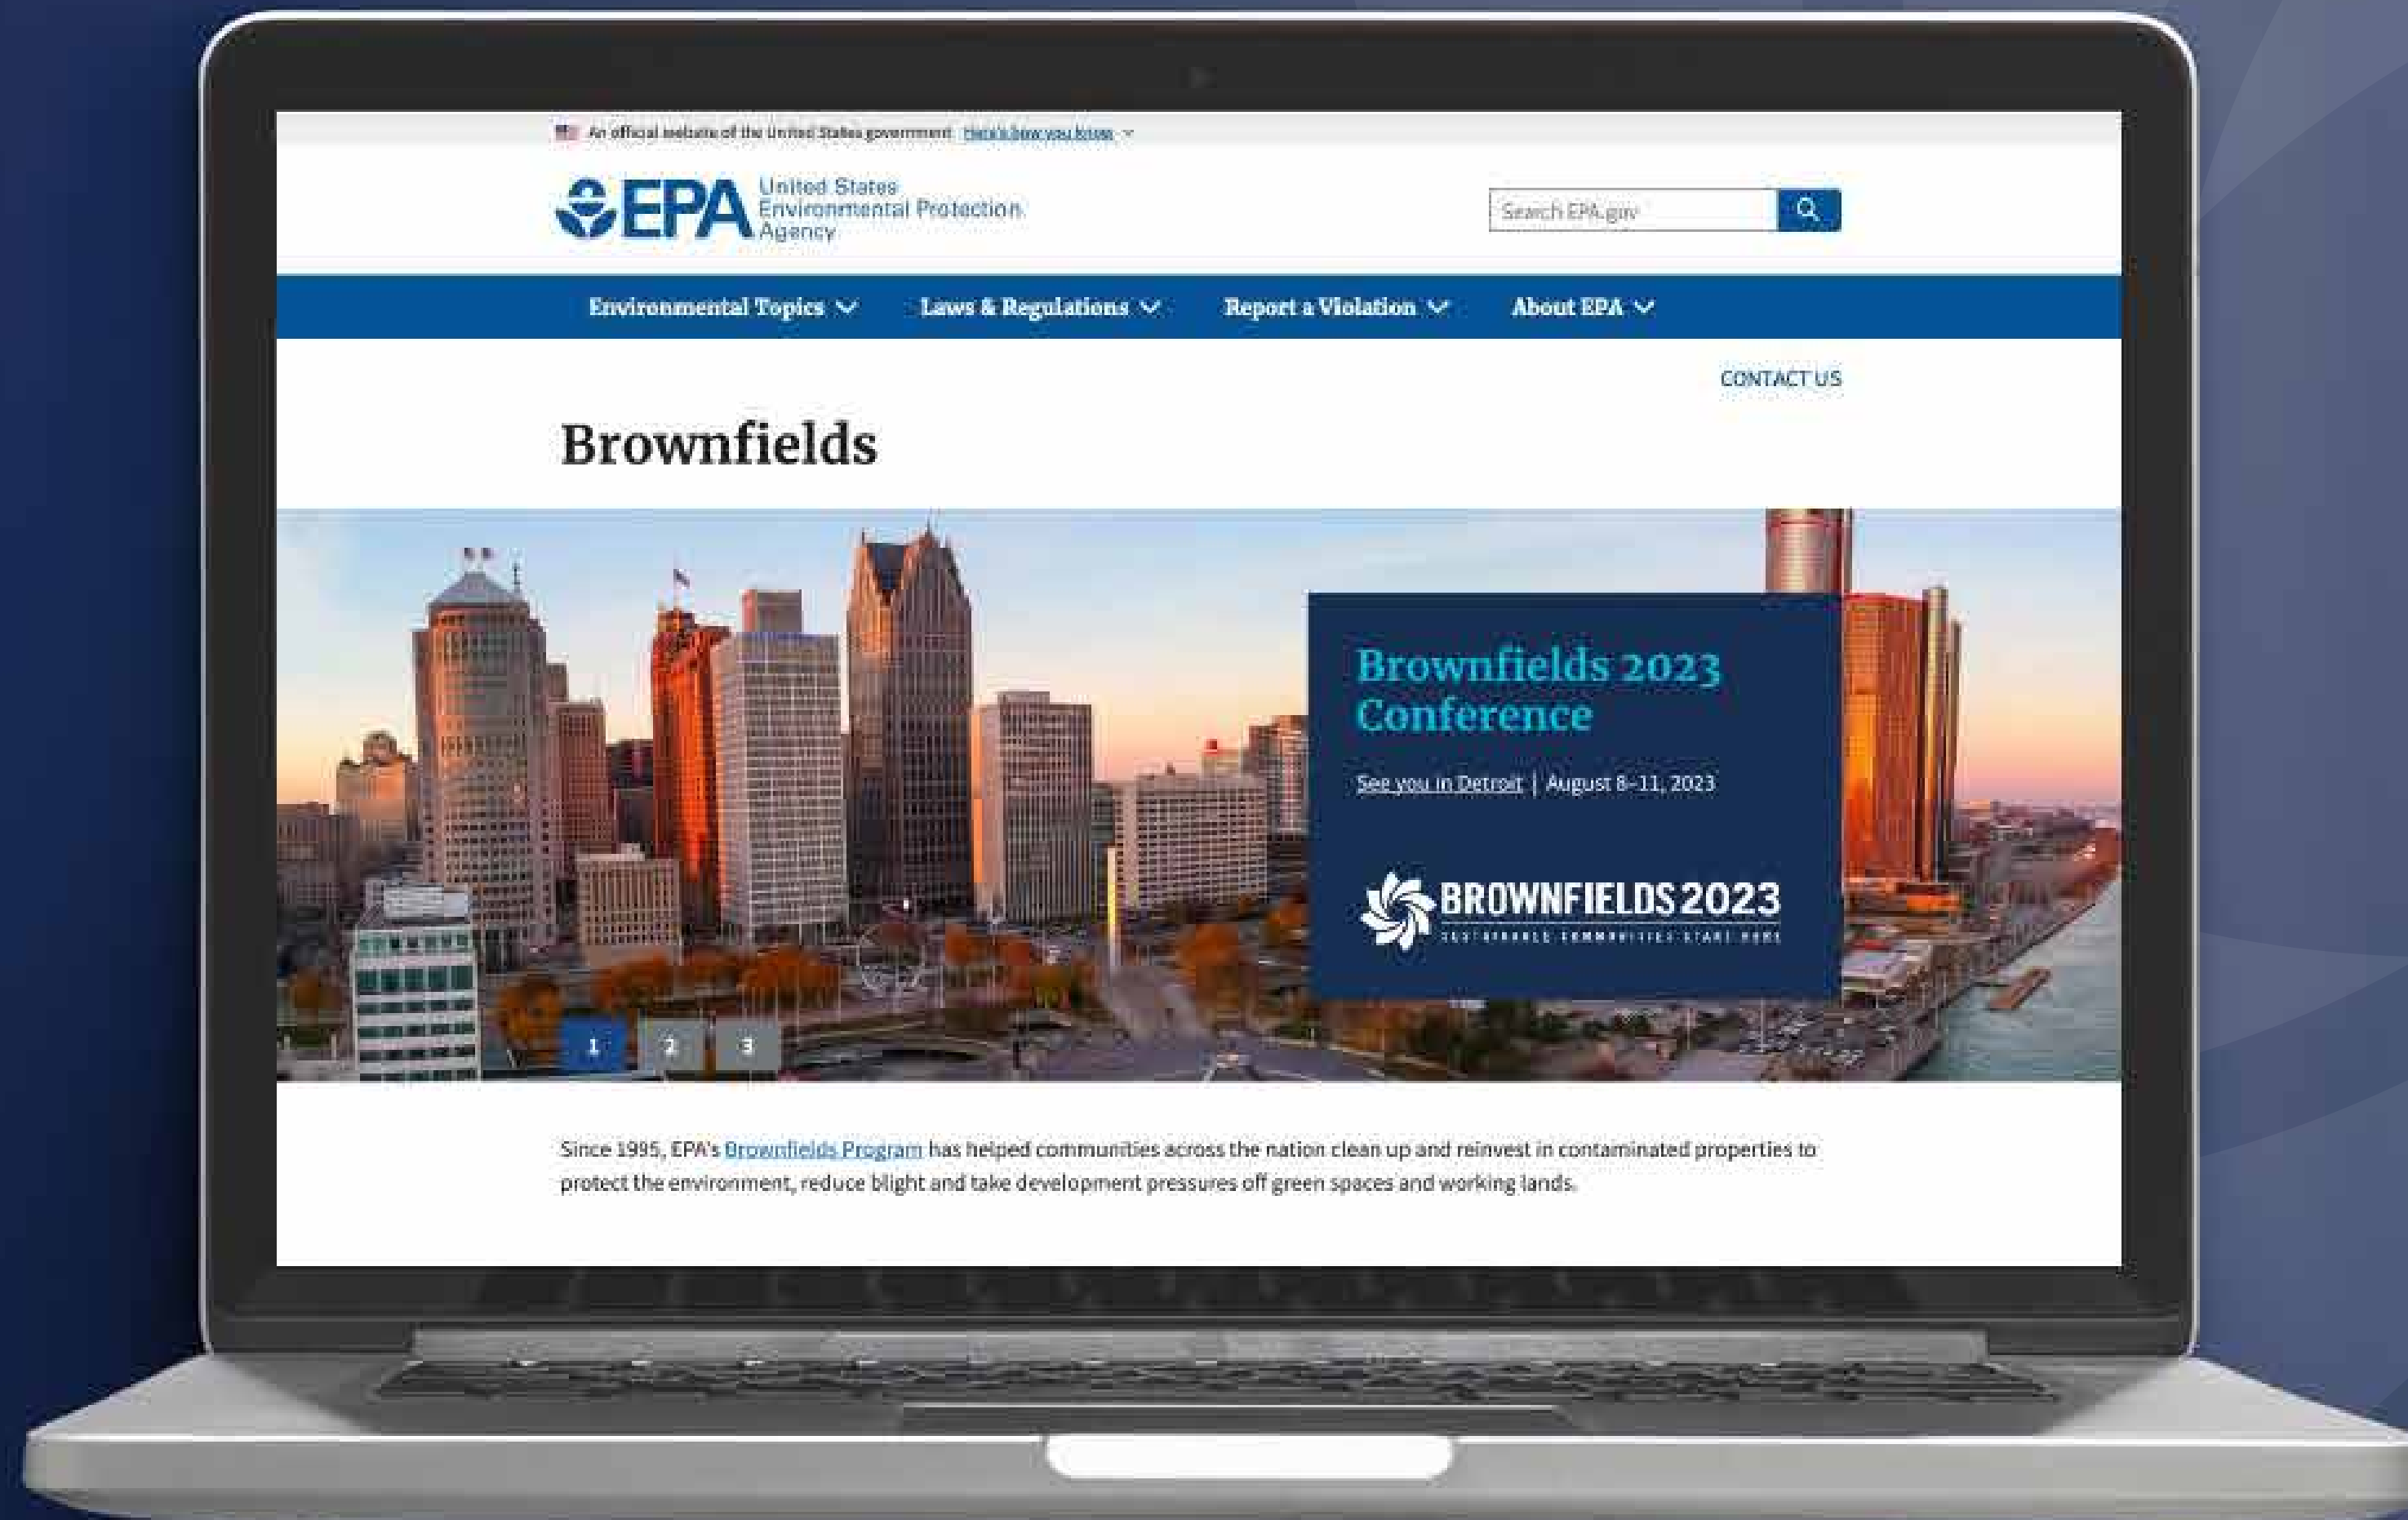 An official website of the United States government Here's how you know
EPA United States
Environmental Protection
Agency
Search EPA.gov
Environmental Topics Laws & Regulations Report a Violation About EPA
CONTACT US
Brownfields
Brownfields 2023
Conference
See you in Detroit | August 8-11, 2023
BROWNFIELDS 2023
SUSTAINABLE COMMUNITIES START HERE
1 2 3
Since 1995, EPA's Brownfields Program has helped communities across the nation clean up and reinvest in contaminated properties to
protect the environment, reduce blight and take development pressures off green spaces and working lands.